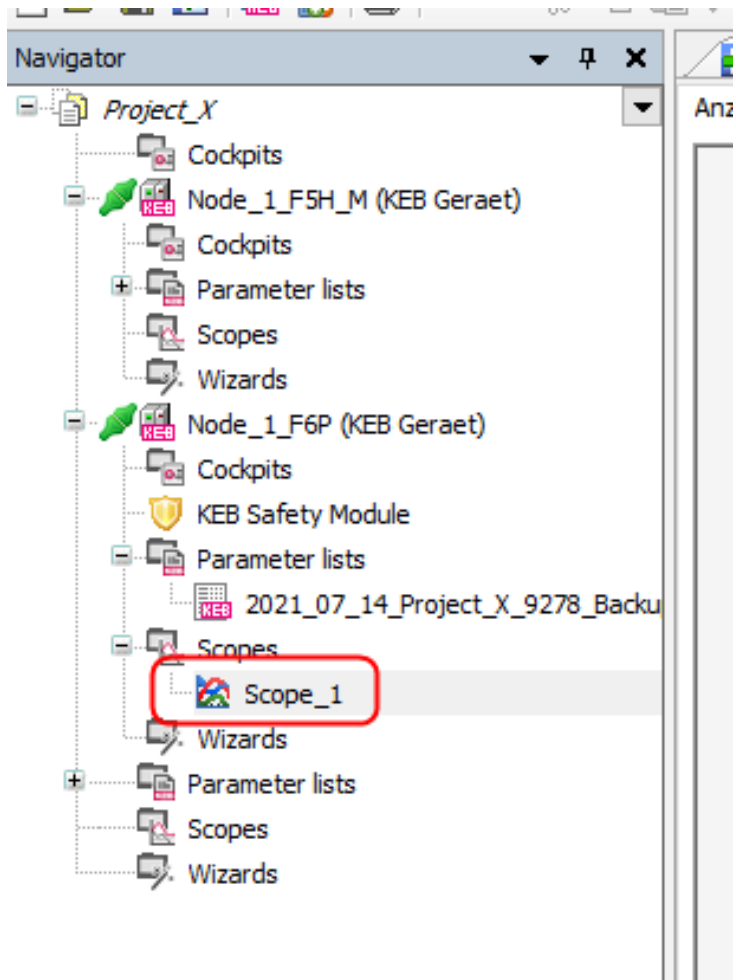 Navigator
Project_X
Anz
Cockpits
Node_1_F5H_M (KEB Geraet)
Cockpits
Parameter lists
Scopes
Wizards
Node_1_F6P (KEB Geraet)
Cockpits
KEB Safety Module
Parameter lists
2021_07_14_Project_X_9278_Backu
Scopes
Scope_1
Wizards
Parameter lists
Scopes
Wizards